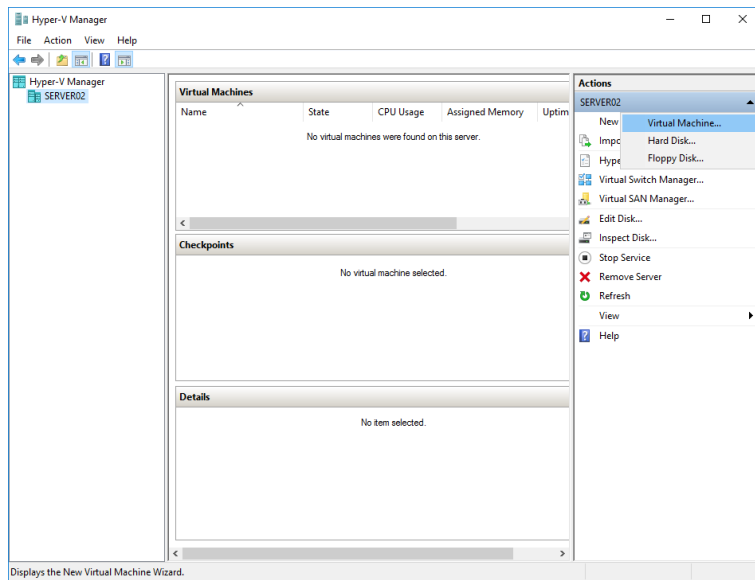 Hyper-V Manager
File Action View Help
Hyper-V Manager
SERVER02
Virtual Machines
Name State CPU Usage Assigned Memory Uptim
No virtual machines were found on this server.
Checkpoints
No virtual machine selected.
Details
No item selected.
Actions
SERVER02
New
Virtual Machine...
Hard Disk...
Floppy Disk...
Impo
Hype
Virtual Switch Manager...
Virtual SAN Manager...
Edit Disk...
Inspect Disk...
Stop Service
Remove Server
Refresh
View
Help
Displays the New Virtual Machine Wizard.